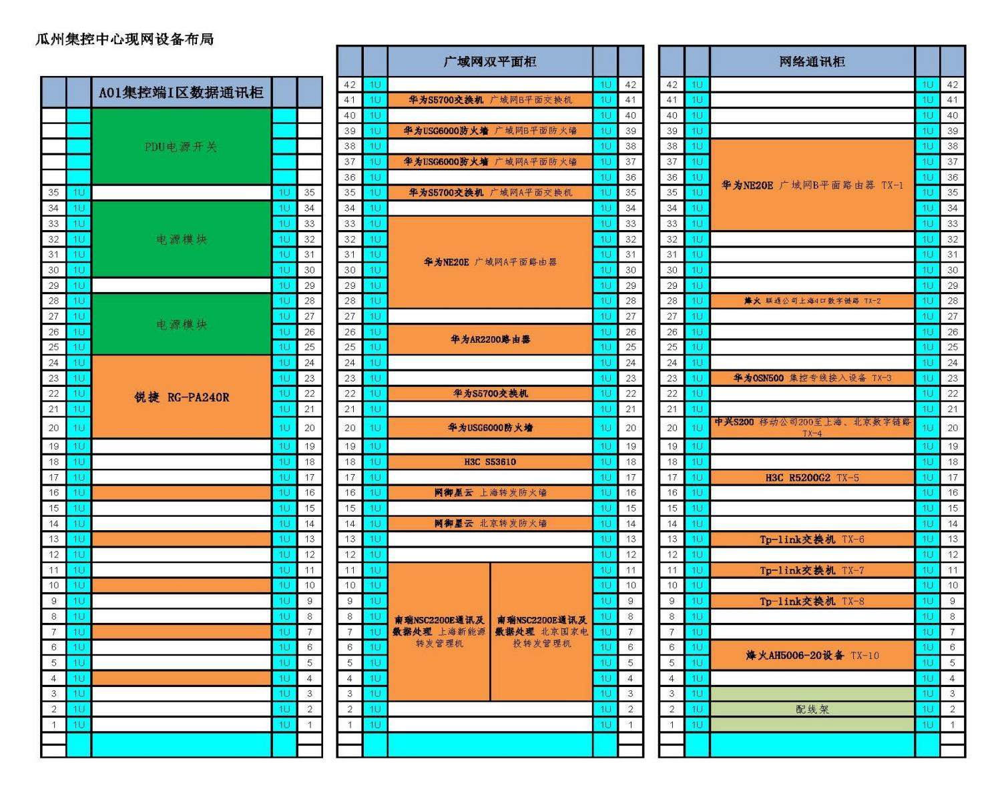 瓜州集控中心现网设备布局
A01集控端I区数据通讯柜
PDU电源开关
35 1U 1U 35
34 1U 1U 34
33 1U 1U 33
32 1U 电源模块 1U 32
31 1U 1U 31
30 1U 1U 30
29 1U 1U 29
28 1U 1U 28
27 1U 1U 27
26 1U 电源模块 1U 26
25 1U 1U 25
24 1U 1U 24
23 1U 1U 23
22 1U 锐捷 RG-PA240R 1U 22
21 1U 1U 21
20 1U 1U 20
19 1U 1U 19
18 1U 1U 18
17 1U 1U 17
16 1U 1U 16
15 1U 1U 15
14 1U 1U 14
13 1U 1U 13
12 1U 1U 12
11 1U 1U 11
10 1U 1U 10
9 1U 1U 9
8 1U 1U 8
7 1U 1U 7
6 1U 1U 6
5 1U 1U 5
4 1U 1U 4
3 1U 1U 3
2 1U 1U 2
1 1U 1U 1
广域网双平面柜
42 1U 1U 42
41 1U 华为S5700交换机 广域网B平面交换机 1U 41
40 1U 1U 40
39 1U 华为USG6000防火墙 广域网B平面防火墙 1U 39
38 1U 1U 38
37 1U 华为USG6000防火墙 广域网A平面防火墙 1U 37
36 1U 1U 36
35 1U 华为S5700交换机 广域网A平面交换机 1U 35
34 1U 1U 34
33 1U 1U 33
32 1U 1U 32
31 1U 1U 31
华为NE20E 广域网A平面路由器
30 1U 1U 30
29 1U 1U 29
28 1U 1U 28
27 1U 1U 27
26 1U 1U 26
华为AR2200路由器
25 1U 1U 25
24 1U 1U 24
23 1U 1U 23
22 1U 华为S5700交换机 1U 22
21 1U 1U 21
20 1U 华为USG6000防火墙 1U 20
19 1U 1U 19
18 1U H3C S53610 1U 18
17 1U 1U 17
16 1U 网御星云 上海转发防火墙 1U 16
15 1U 1U 15
14 1U 网御星云 北京转发防火墙 1U 14
13 1U 1U 13
12 1U 1U 12
11 1U 1U 11
10 1U 1U 10
9 1U 1U 9
8 1U 南瑞NSC2200E通讯及 南瑞NSC2200E通讯及 1U 8
7 1U 数据处理 上海新能源 数据处理 北京国家电 1U 7
6 1U 转发管理机 投转发管理机 1U 6
5 1U 1U 5
4 1U 1U 4
3 1U 1U 3
2 1U 1U 2
1 1U 1U 1
网络通讯柜
42 1U 1U 42
41 1U 1U 41
40 1U 1U 40
39 1U 1U 39
38 1U 1U 38
37 1U 1U 37
36 1U 1U 36
华为NE20E 广域网B平面路由器 TX-1
35 1U 1U 35
34 1U 1U 34
33 1U 1U 33
32 1U 1U 32
31 1U 1U 31
30 1U 1U 30
29 1U 1U 29
28 1U 烽火 联通公司上海4口数字链路 TX-2 1U 28
27 1U 1U 27
26 1U 1U 26
25 1U 1U 25
24 1U 1U 24
23 1U 华为OSN500 集控专线接入设备 TX-3 1U 23
22 1U 1U 22
21 1U 1U 21
20 1U 中兴S200 移动公司200至上海、北京数字链路 1U 20
TX-4
19 1U 1U 19
18 1U 1U 18
17 1U H3C R5200G2 TX-5 1U 17
16 1U 1U 16
15 1U 1U 15
14 1U 1U 14
13 1U Tp-link交换机 TX-6 1U 13
12 1U 1U 12
11 1U Tp-link交换机 TX-7 1U 11
10 1U 1U 10
9 1U Tp-link交换机 TX-8 1U 9
8 1U 1U 8
7 1U 1U 7
6 1U 1U 6
烽火AH5006-20设备 TX-10
5 1U 1U 5
4 1U 1U 4
3 1U 1U 3
2 1U 配线架 1U 2
1 1U 1U 1